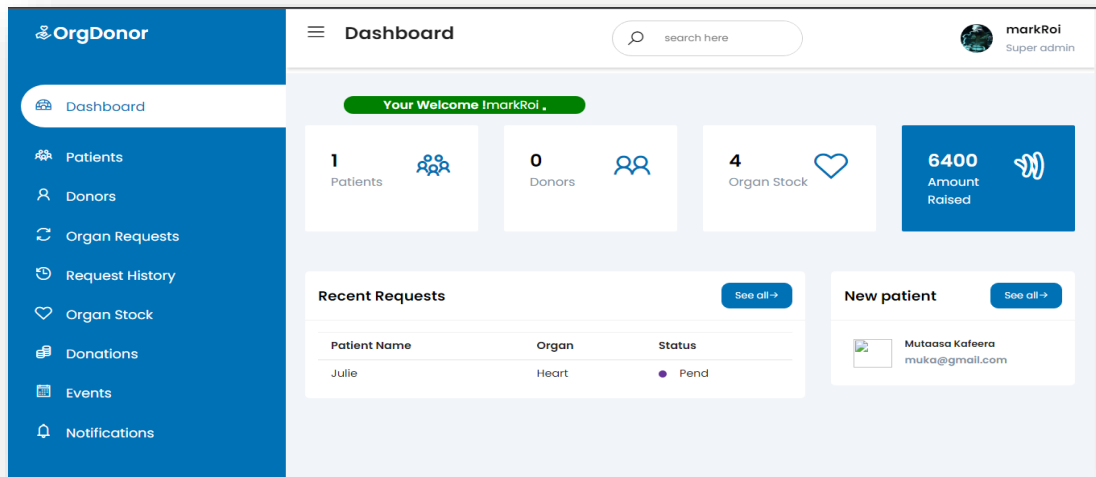 OrgDonor
Dashboard
search here
markRoi
Super admin
Dashboard
Patients
Donors
Organ Requests
Request History
Organ Stock
Donations
Events
Notifications
Your Welcome !markRoi .
1
Patients
0
Donors
4
Organ Stock
6400
Amount
Raised
Recent Requests
See all→
Patient Name Organ Status
Julie Heart Pend
New patient
See all→
Mutaasa Kafeera
muka@gmail.com